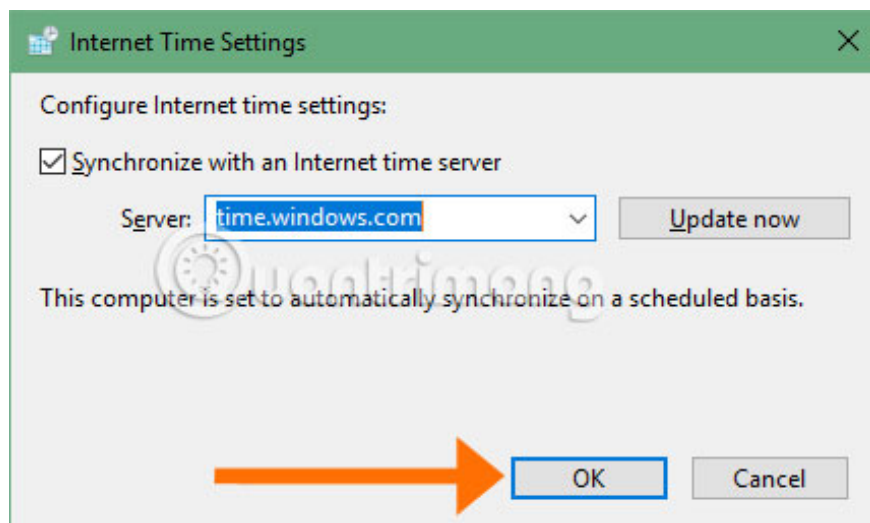 Internet Time Settings
Configure Internet time settings:
Synchronize with an Internet time server
Server: time.windows.com Update now
Quantrimang
This computer is set to automatically synchronize on a scheduled basis.
OK Cancel